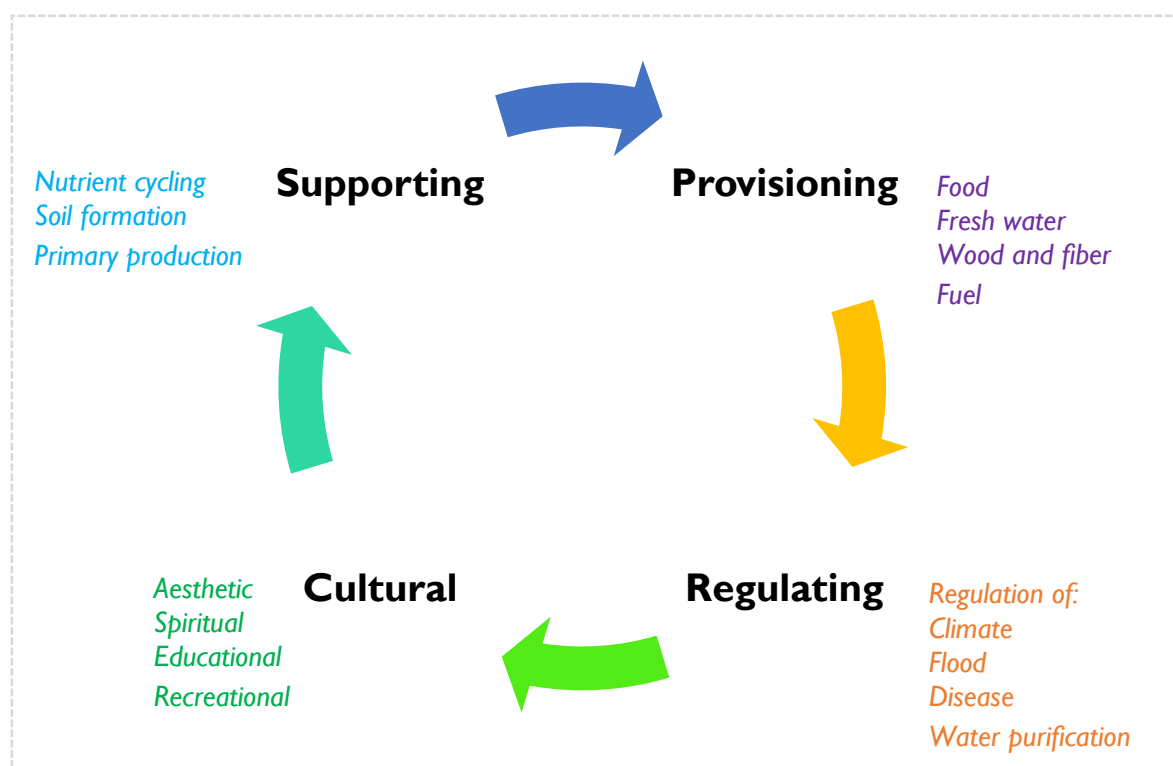 Supporting
Nutrient cycling
Soil formation
Primary production
Provisioning
Food
Fresh water
Wood and fiber
Fuel
Cultural
Aesthetic
Spiritual
Educational
Recreational
Regulating
Regulation of:
Climate
Flood
Disease
Water purification